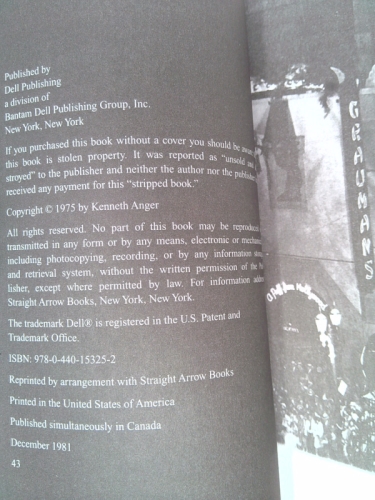 Published by
Dell Publishing
a division of
Bantam Dell Publishing Group, Inc.
New York, New York
If you purchased this book without a cover you should be aware
this book is stolen property. It was reported as "unsold and
stroyed" to the publisher and neither the author nor the publisher
received any payment for this "stripped book."
Copyright © 1975 by Kenneth Anger
All rights reserved. No part of this book may be reproduced
transmitted in any form or by any means, electronic or
including photocopying, recording, or by any information
and retrieval system, without the written permission of the
lisher, except where permitted by law. For information
Straight Arrow Books, New York, New York.
The trademark Dell® is registered in the U.S. Patent and
Trademark Office.
ISBN: 978-0-440-15325-2
Reprinted by arrangement with Straight Arrow Books
Printed in the United States of America
Published simultaneously in Canada
December 1981
43
GRAUMANS